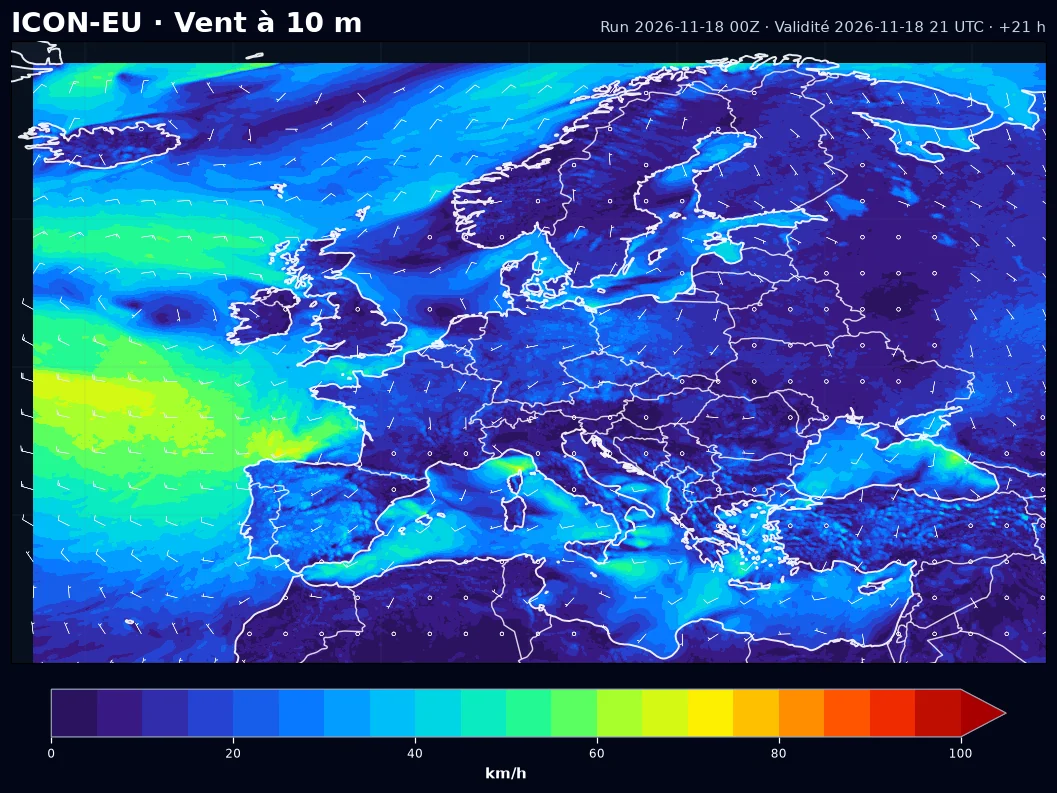 ICON-EU · Vent à 10 m
Run 2026-11-18 00Z · Validité 2026-11-18 21 UTC · +21 h
0 20 40 60 80 100
km/h